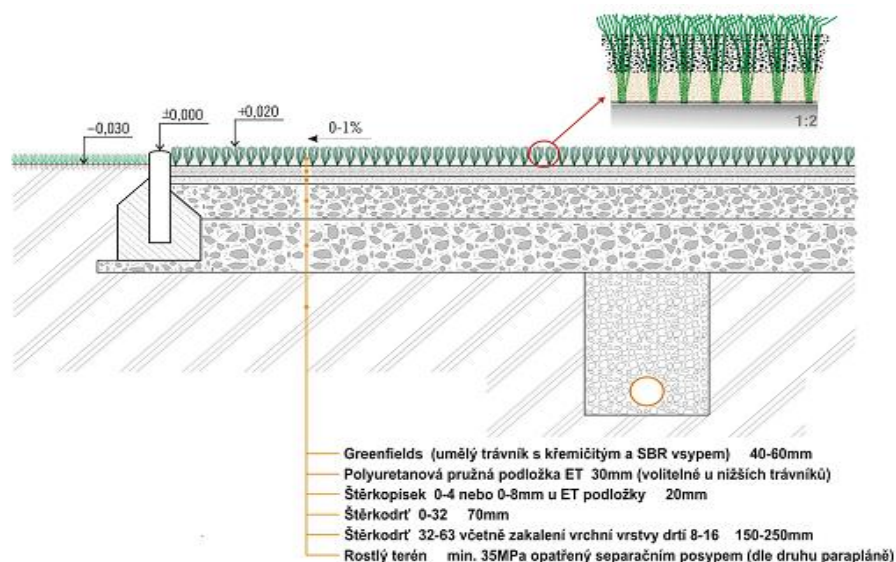 1:2
-0,030
±0,000
+0,020
0-1%
Greenfields (umělý trávník s křemičitým a SBR vsypem) 40-60mm
Polyuretanová pružná podložka ET 30mm (volitelné u nižších trávníků)
Štěrkopisek 0-4 nebo 0-8mm u ET podložky 20mm
Štěrkodrť 0-32 70mm
Štěrkodrť 32-63 včetně zakalení vrchní vrstvy drtí 8-16 150-250mm
Rostlý terén min. 35MPa opatřený separačním posypem (dle druhu parapláně)